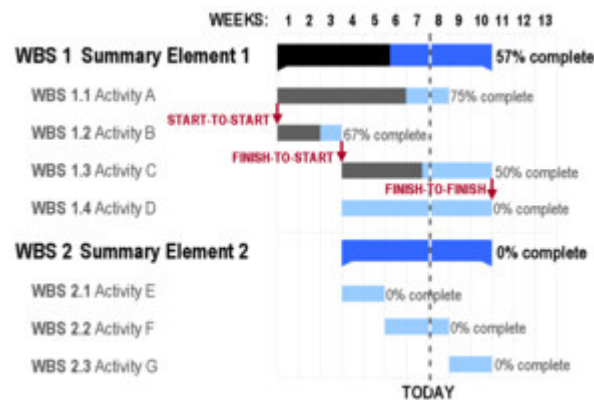 WEEKS: 1 2 3 4 5 6 7 8 9 10 11 12 13
WBS 1 Summary Element 1 57% complete
WBS 1.1 Activity A 75% complete
START-TO-START
WBS 1.2 Activity B 67% complete
FINISH-TO-START
WBS 1.3 Activity C 50% complete
FINISH-TO-FINISH
WBS 1.4 Activity D 0% complete
WBS 2 Summary Element 2 0% complete
WBS 2.1 Activity E 0% complete
WBS 2.2 Activity F 0% complete
WBS 2.3 Activity G 0% complete
TODAY